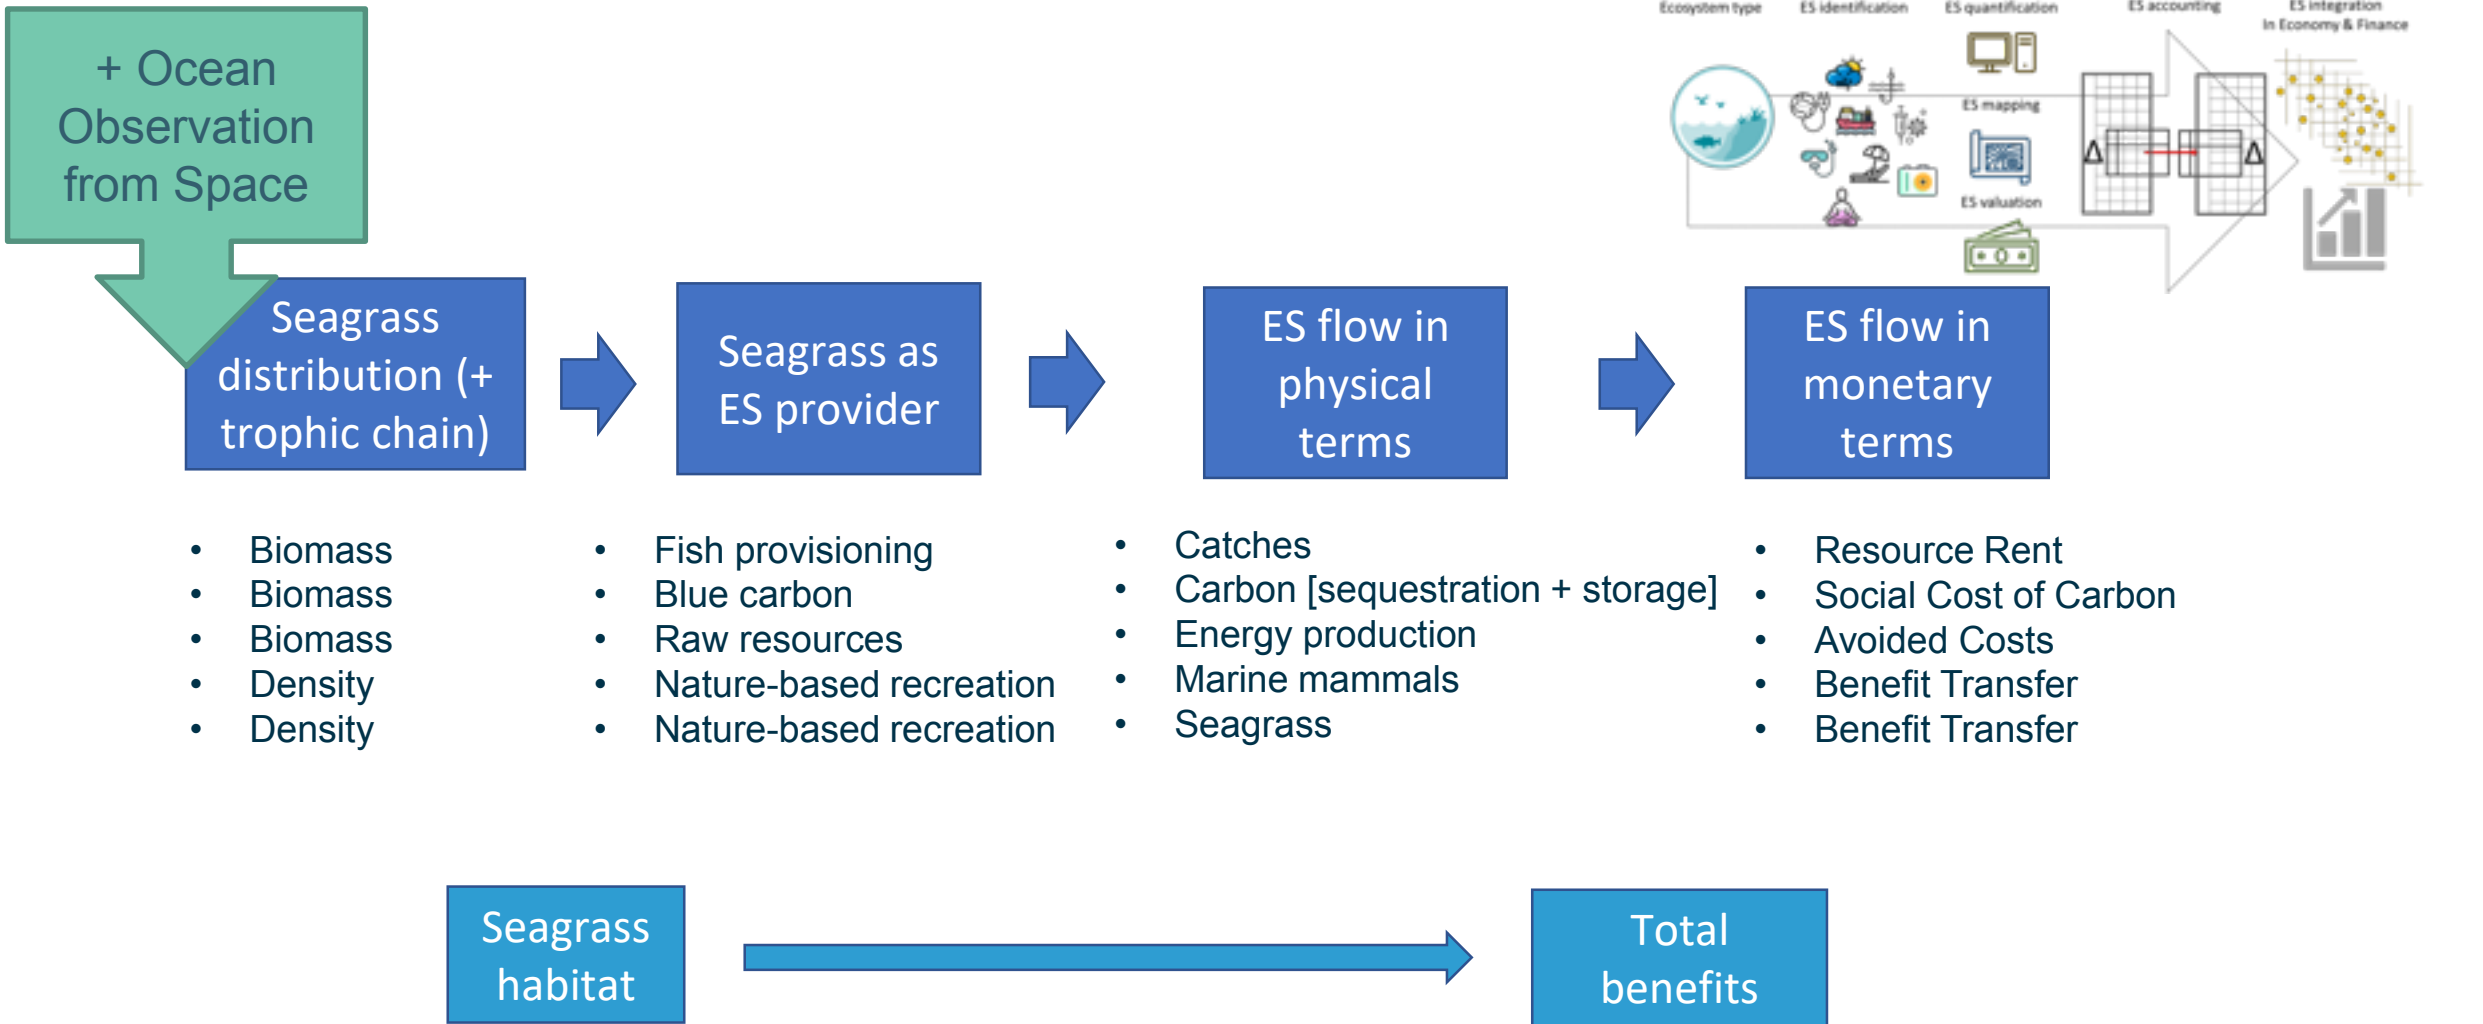 + Ocean
Observation
from Space
Ecosystem type
ES identification
ES quantification
ES accounting
ES integration
In Economy & Finance
ES mapping
ES valuation
Δ
Δ
Seagrass
distribution (+
trophic chain)
Seagrass as
ES provider
ES flow in
physical
terms
ES flow in
monetary
terms
• Biomass
• Biomass
• Biomass
• Density
• Density
• Fish provisioning
• Blue carbon
• Raw resources
• Nature-based recreation
• Nature-based recreation
• Catches
• Carbon [sequestration + storage]
• Energy production
• Marine mammals
• Seagrass
• Resource Rent
• Social Cost of Carbon
• Avoided Costs
• Benefit Transfer
• Benefit Transfer
Seagrass
habitat
Total
benefits